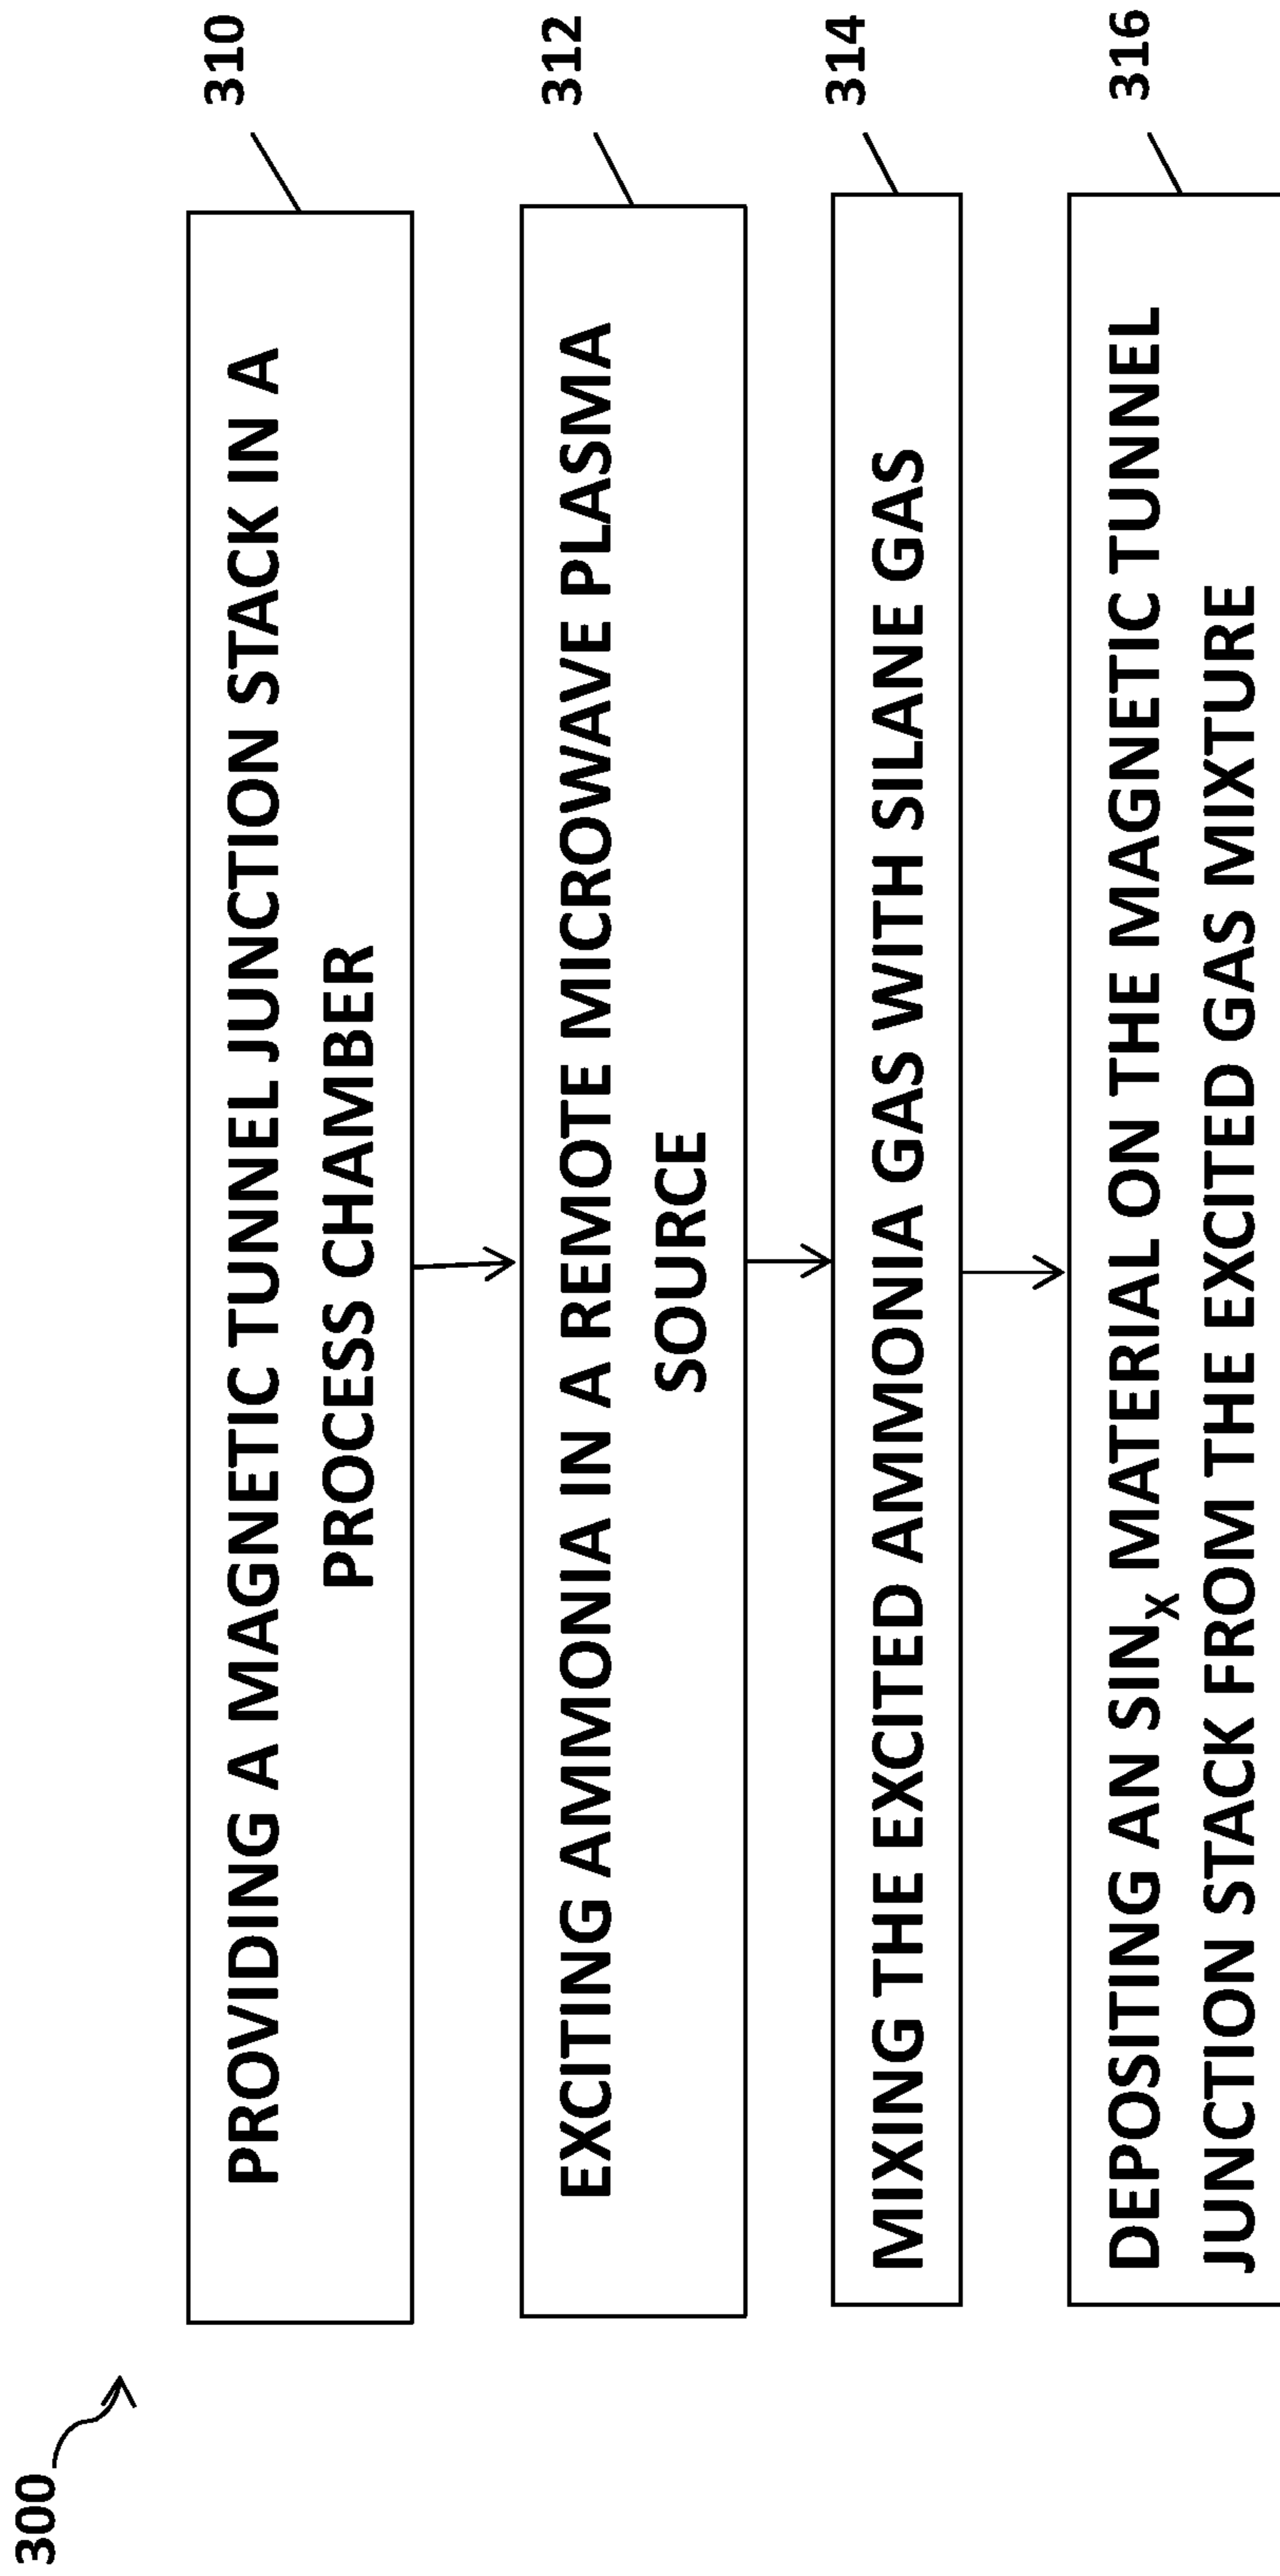 300
310
PROVIDING A MAGNETIC TUNNEL JUNCTION STACK IN A
PROCESS CHAMBER
312
EXCITING AMMONIA IN A REMOTE MICROWAVE PLASMA
SOURCE
314
MIXING THE EXCITED AMMONIA GAS WITH SILANE GAS
316
DEPOSITING AN SINX MATERIAL ON THE MAGNETIC TUNNEL
JUNCTION STACK FROM THE EXCITED GAS MIXTURE